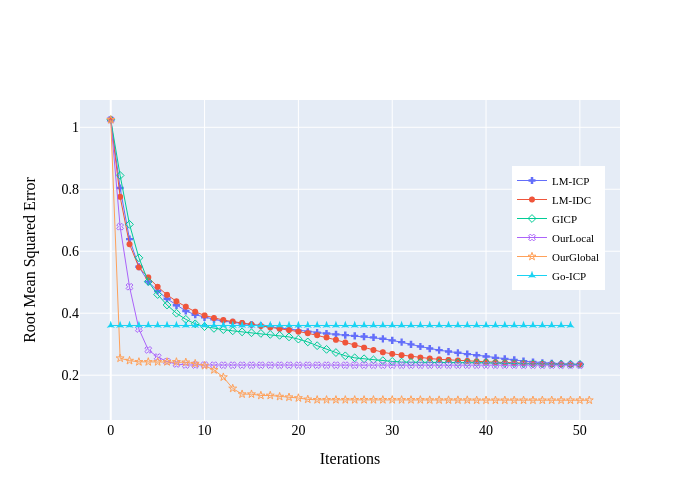 1
0.8
0.6
0.4
0.2
0
10
20
30
40
50
Root Mean Squared Error
Iterations
LM-ICP
LM-IDC
GICP
OurLocal
OurGlobal
Go-ICP